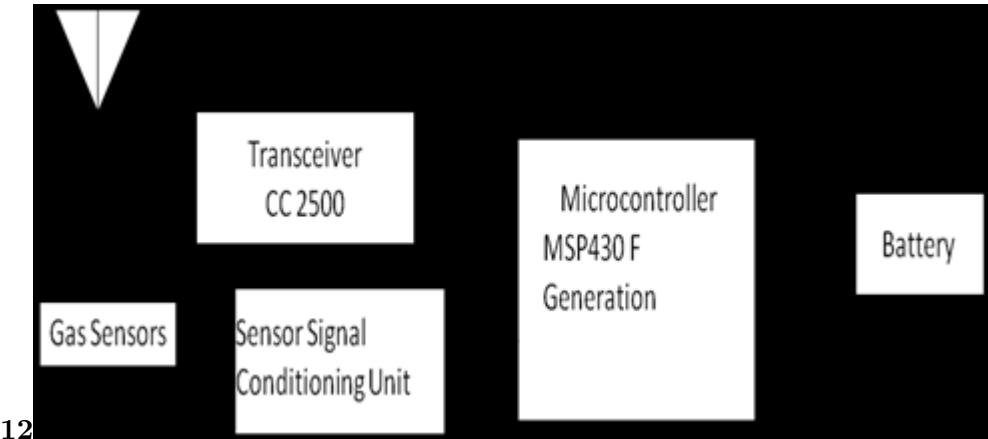 Transceiver
CC 2500
Microcontroller
MSP430 F
Generation
Battery
Gas Sensors
Sensor Signal
Conditioning Unit
12